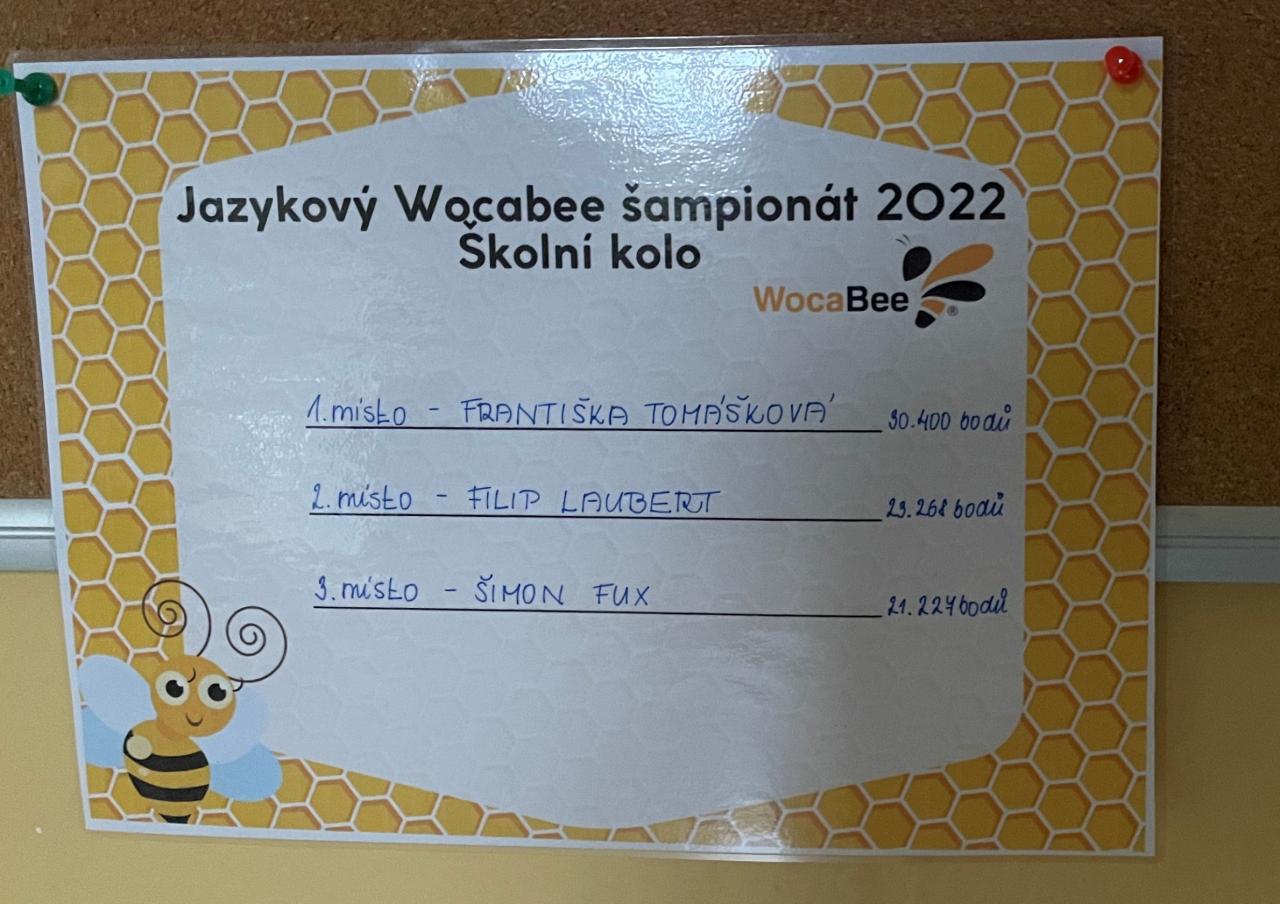 Jazykový Wocabee šampionát 2022
Školní kolo
WocaBee®
1. místo - FRANTIŠKA TOMÁŠKOVÁ 30.400 bodů
2. místo - FILIP LAUBERT 23.268 bodů
3. místo - ŠIMON FUX 21.227 bodů